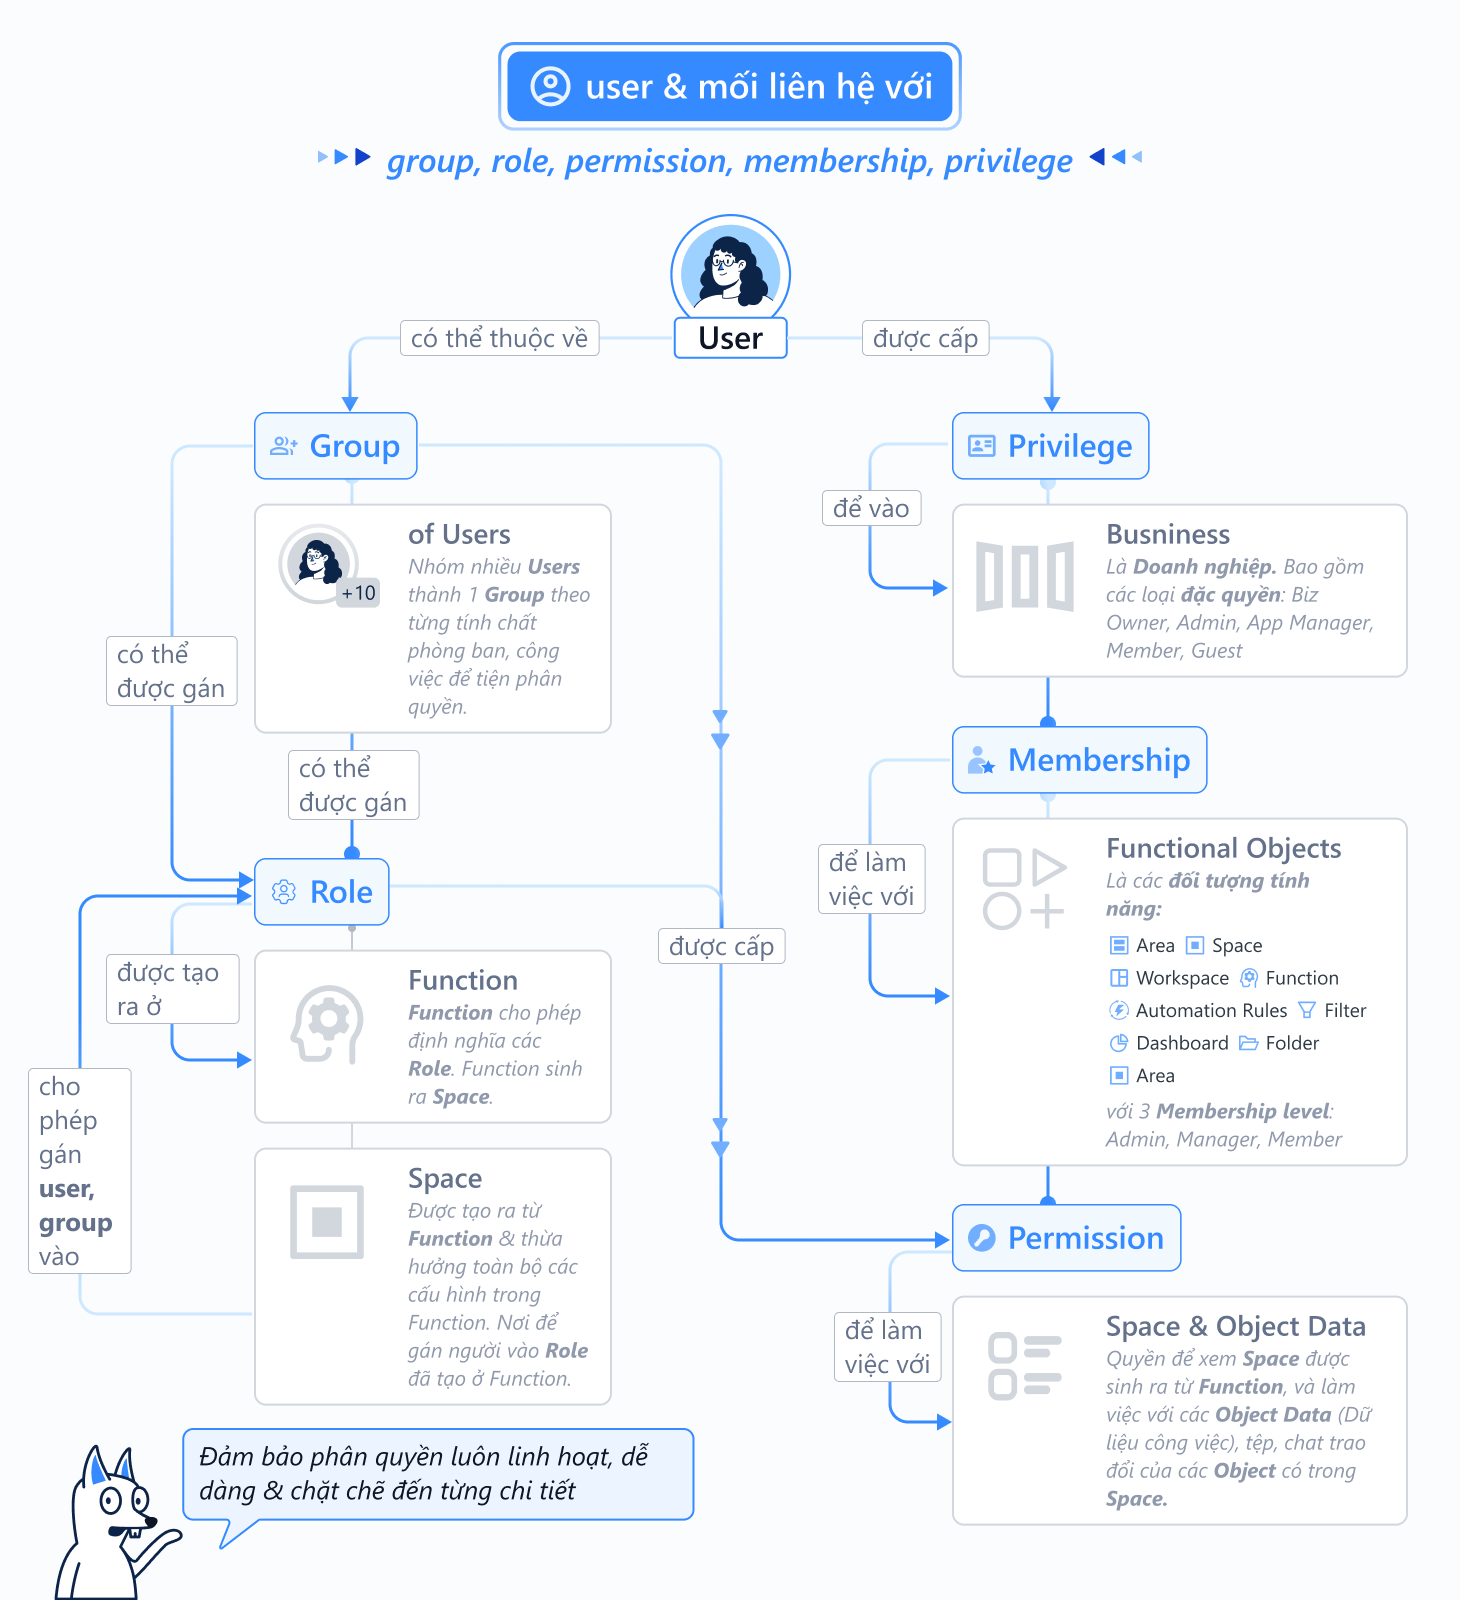 user & mối liên hệ với
group, role, permission, membership, privilege
User
có thể thuộc về
được cấp
Group
có thể
được gán
of Users
Nhóm nhiều Users
thành 1 Group theo
từng tính chất
phòng ban, công
việc để tiện phân
quyền.
+10
có thể
được gán
Role
được tạo
ra ở
Function
Function cho phép
định nghĩa các
Role. Function sinh
ra Space.
cho
phép
gán
user,
group
vào
Space
Được tạo ra từ
Function & thừa
hưởng toàn bộ các
cấu hình trong
Function. Nơi để
gán người vào Role
đã tạo ở Function.
được cấp
Privilege
để vào
Busniness
Là Doanh nghiệp. Bao gồm
các loại đặc quyền: Biz
Owner, Admin, App Manager,
Member, Guest
Membership
để làm
việc với
Functional Objects
Là các đối tượng tính
năng:
Area Space
Workspace Function
Automation Rules Filter
Dashboard Folder
Area
với 3 Membership level:
Admin, Manager, Member
Permission
để làm
việc với
Space & Object Data
Quyền để xem Space được
sinh ra từ Function, và làm
việc với các Object Data (Dữ
liệu công việc), tệp, chat trao
đổi của các Object có trong
Space.
Đảm bảo phân quyền luôn linh hoạt, dễ
dàng & chặt chẽ đến từng chi tiết